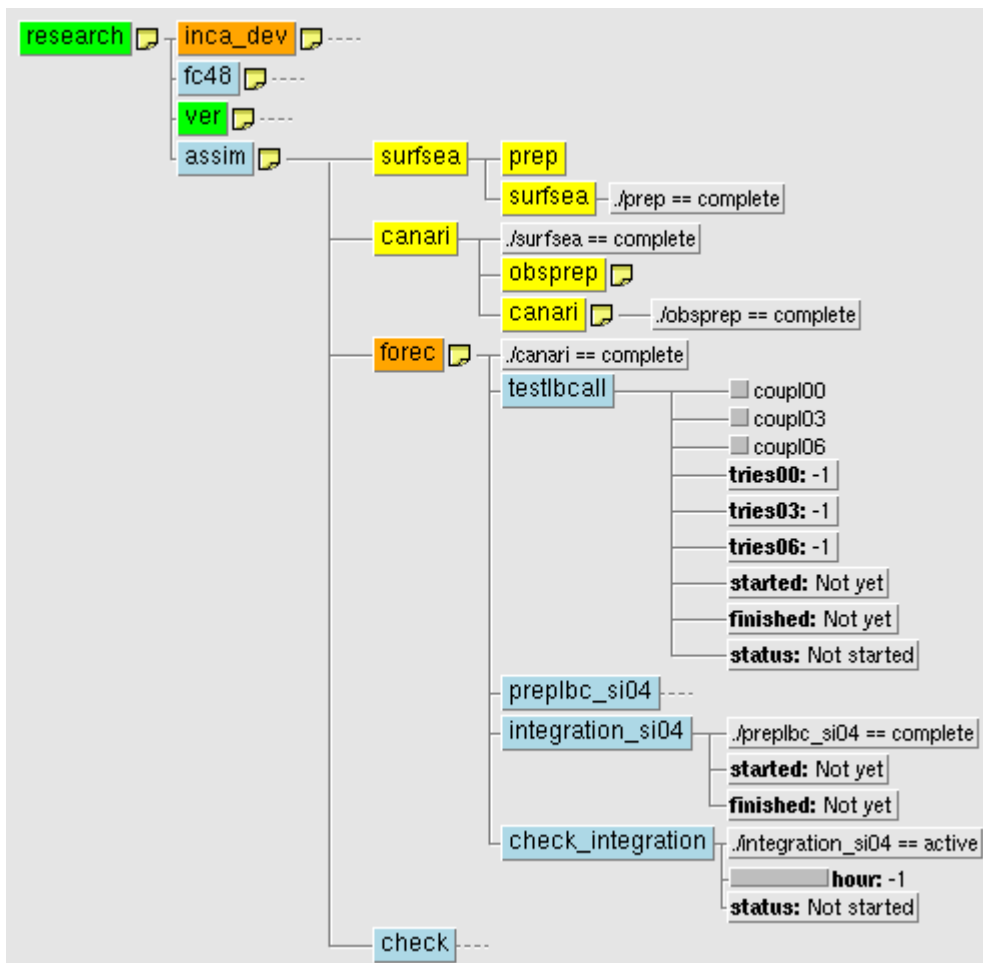 research inca_dev
fc48
ver
assim surfsea prep
surfsea ./prep == complete
canari ./surfsea == complete
obsprep
canari ./obsprep == complete
forec ./canari == complete
testlbcall coupl00
coupl03
coupl06
tries00: -1
tries03: -1
tries06: -1
started: Not yet
finished: Not yet
status: Not started
preplbc_si04
integration_si04 ./preplbc_si04 == complete
started: Not yet
finished: Not yet
check_integration ./integration_si04 == active
hour: -1
status: Not started
check